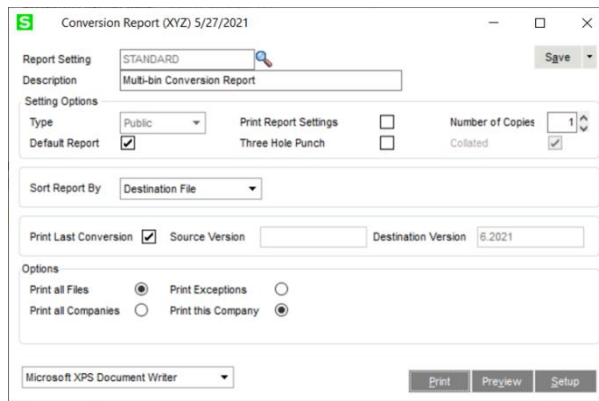 S Conversion Report (XYZ) 5/27/2021
Report Setting STANDARD Save
Description Multi-bin Conversion Report
Setting Options
Type Public Print Report Settings Number of Copies 1
Default Report Three Hole Punch Collated
Sort Report By Destination File
Print Last Conversion Source Version Destination Version 6.2021
Options
Print all Files Print Exceptions
Print all Companies Print this Company
Microsoft XPS Document Writer Print Preview Setup